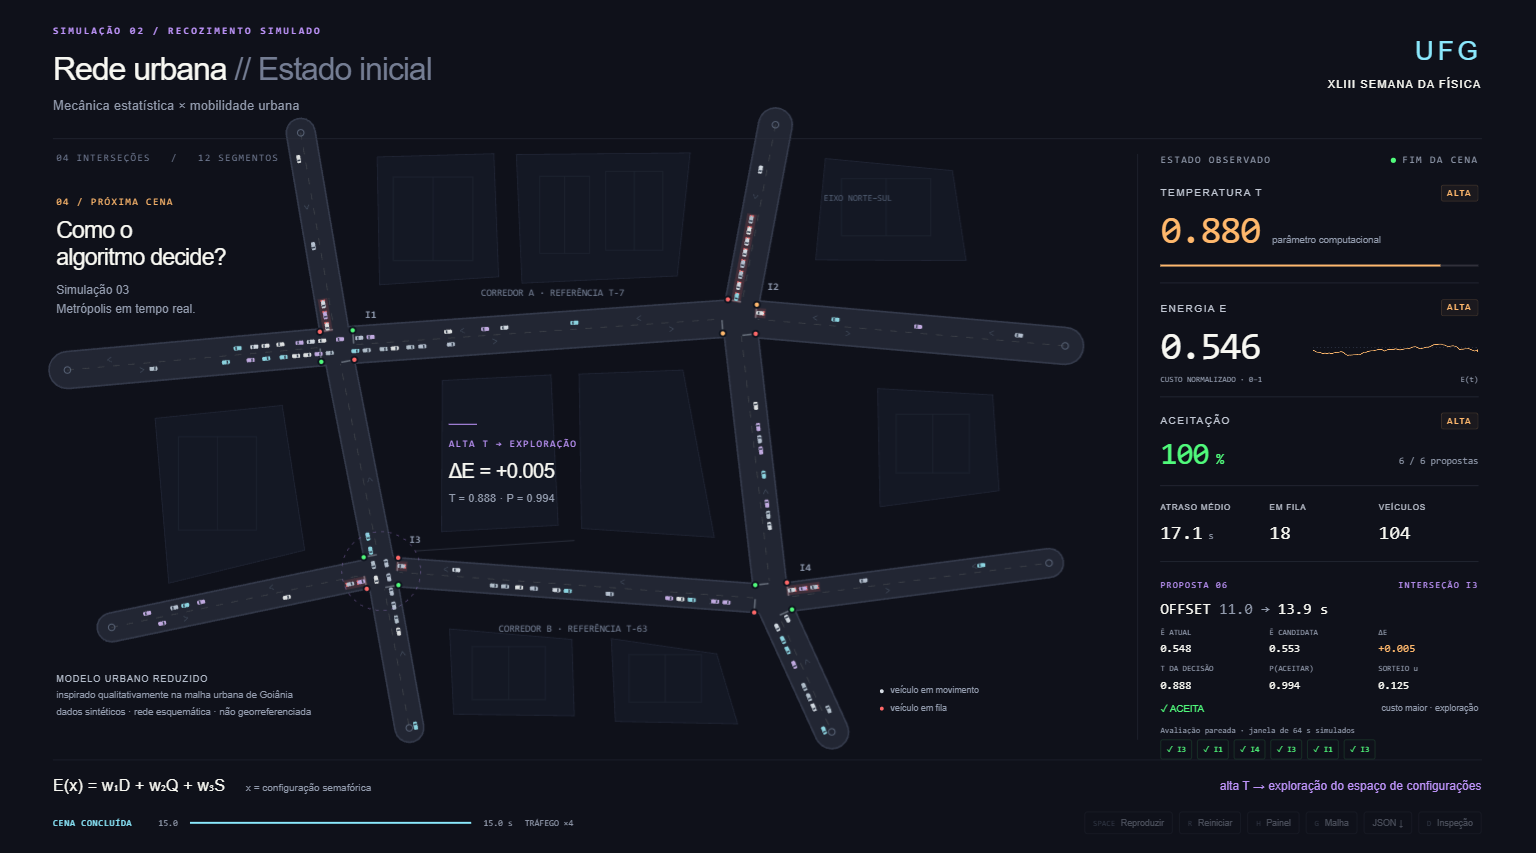 SIMULAÇÃO 02 / RECOZIMENTO SIMULADO
Rede urbana // Estado inicial
Mecânica estatística × mobilidade urbana
UFG
XLIII SEMANA DA FÍSICA
04 INTERSEÇÕES / 12 SEGMENTOS
04 / PRÓXIMA CENA
Como o
algoritmo decide?
Simulação 03
Metrópolis em tempo real.
EIXO NORTE-SUL
CORREDOR A · REFERÊNCIA T-7
I1
I2
ALTA T → EXPLORAÇÃO
ΔE = +0.005
T = 0.888 · P = 0.994
I3
I4
CORREDOR B · REFERÊNCIA T-63
MODELO URBANO REDUZIDO
inspirado qualitativamente na malha urbana de Goiânia
dados sintéticos · rede esquemática · não georreferenciada
veículo em movimento
veículo em fila
ESTADO OBSERVADO
FIM DA CENA
TEMPERATURA T
ALTA
0.880 parâmetro computacional
ENERGIA E
ALTA
0.546
CUSTO NORMALIZADO · 0–1
E(t)
ACEITAÇÃO
ALTA
100 %
6 / 6 propostas
ATRASO MÉDIO EM FILA VEÍCULOS
17.1 s 18 104
PROPOSTA 06 INTERSEÇÃO I3
OFFSET 11.0 → 13.9 s
E ATUAL E CANDIDATA ΔE
0.548 0.553 +0.005
T DA DECISÃO P(ACEITAR) SORTEIO u
0.888 0.994 0.125
✓ ACEITA custo maior · exploração
Avaliação pareada · janela de 64 s simulados
✓ I3 ✓ I1 ✓ I4 ✓ I3 ✓ I1 ✓ I3
E(x) = w₁D + w₂Q + w₃S x = configuração semafórica
alta T → exploração do espaço de configurações
CENA CONCLUÍDA 15.0 15.0 s TRÁFEGO ×4
SPACE Reproduzir Reiniciar Painel Malha JSON ↓ Inspeção